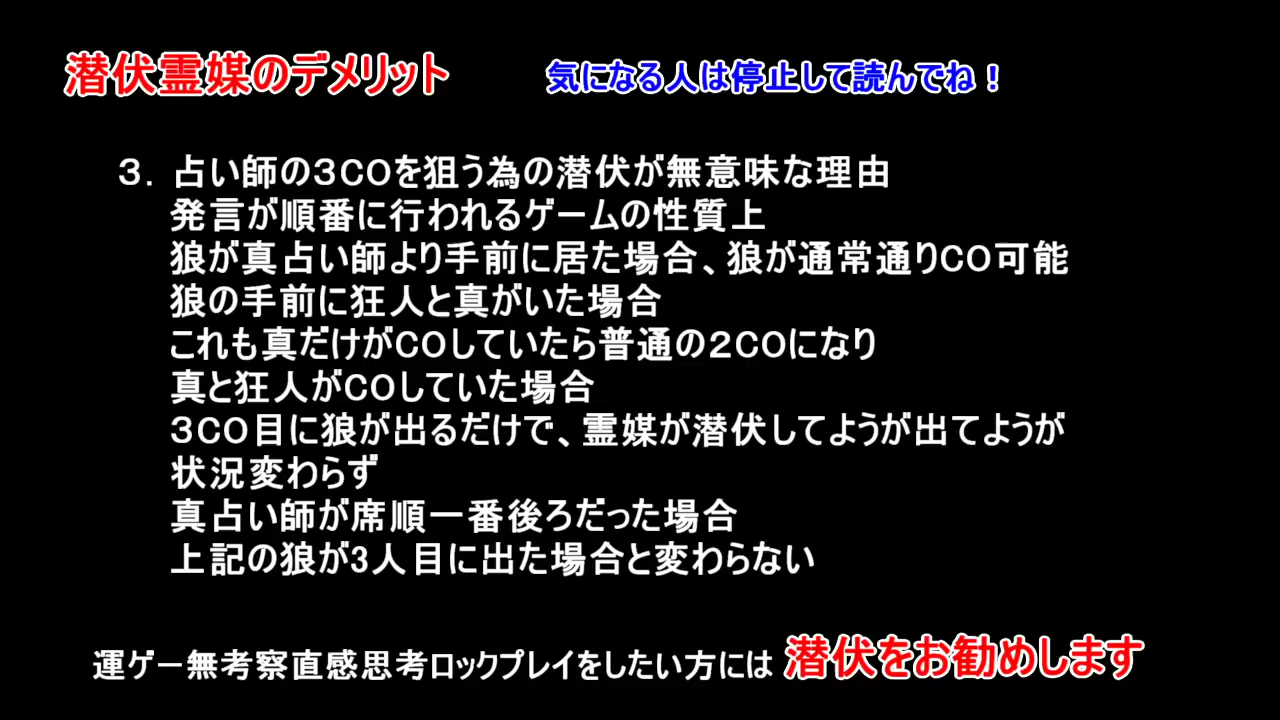 潜伏霊媒のデメリット
気になる人は停止して読んでね！
３．占い師の３ＣＯを狙う為の潜伏が無意味な理由
発言が順番に行われるゲームの性質上
狼が真占い師より手前に居た場合、狼が通常通りＣＯ可能
狼の手前に狂人と真がいた場合
これも真だけがＣＯしていたら普通の２ＣＯになり
真と狂人がＣＯしていた場合
３ＣＯ目に狼が出るだけで、霊媒が潜伏してようが出てようが
状況変わらず
真占い師が席順一番後ろだった場合
上記の狼が3人目に出た場合と変わらない
運ゲー無考察直感思考ロックプレイをしたい方には 潜伏をお勧めします